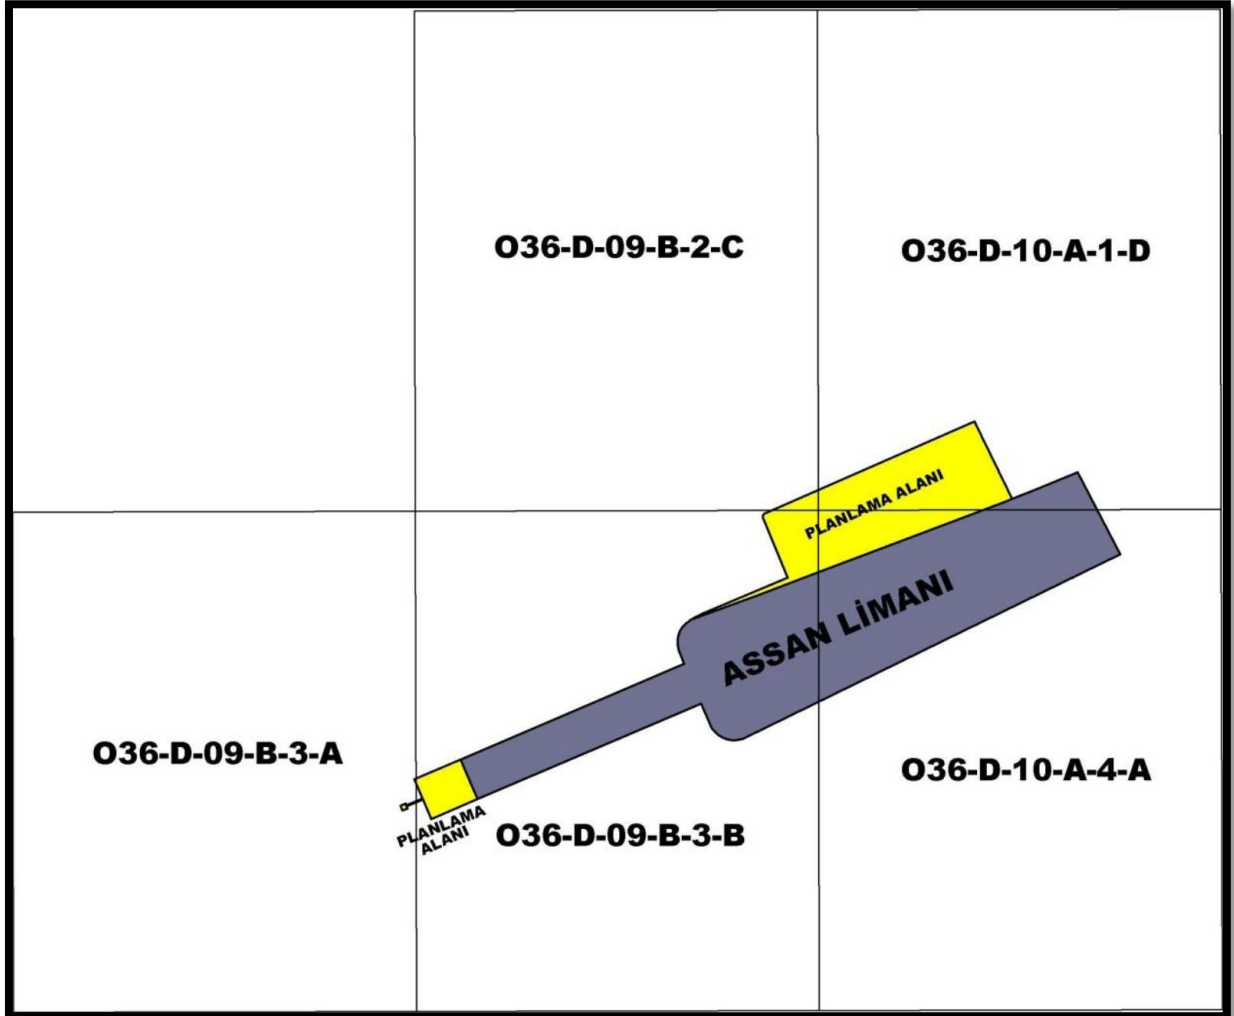 O36-D-09-B-2-C
O36-D-10-A-1-D
PLANLAMA ALANI
ASSAN LİMANI
O36-D-09-B-3-A
O36-D-10-A-4-A
PLANLAMA
ALANI
O36-D-09-B-3-B